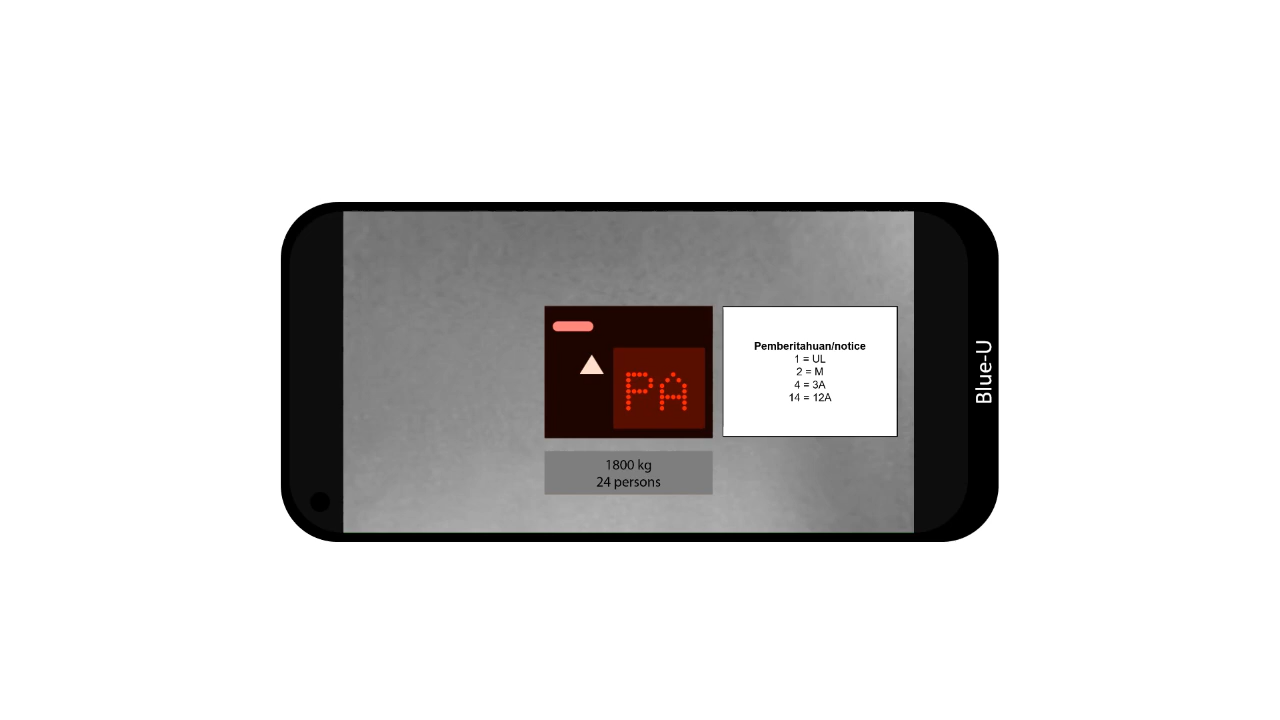 PA
Pemberitahuan/notice
1 = UL
2 = M
4 = 3A
14 = 12A
1800 kg
24 persons
Blue-U